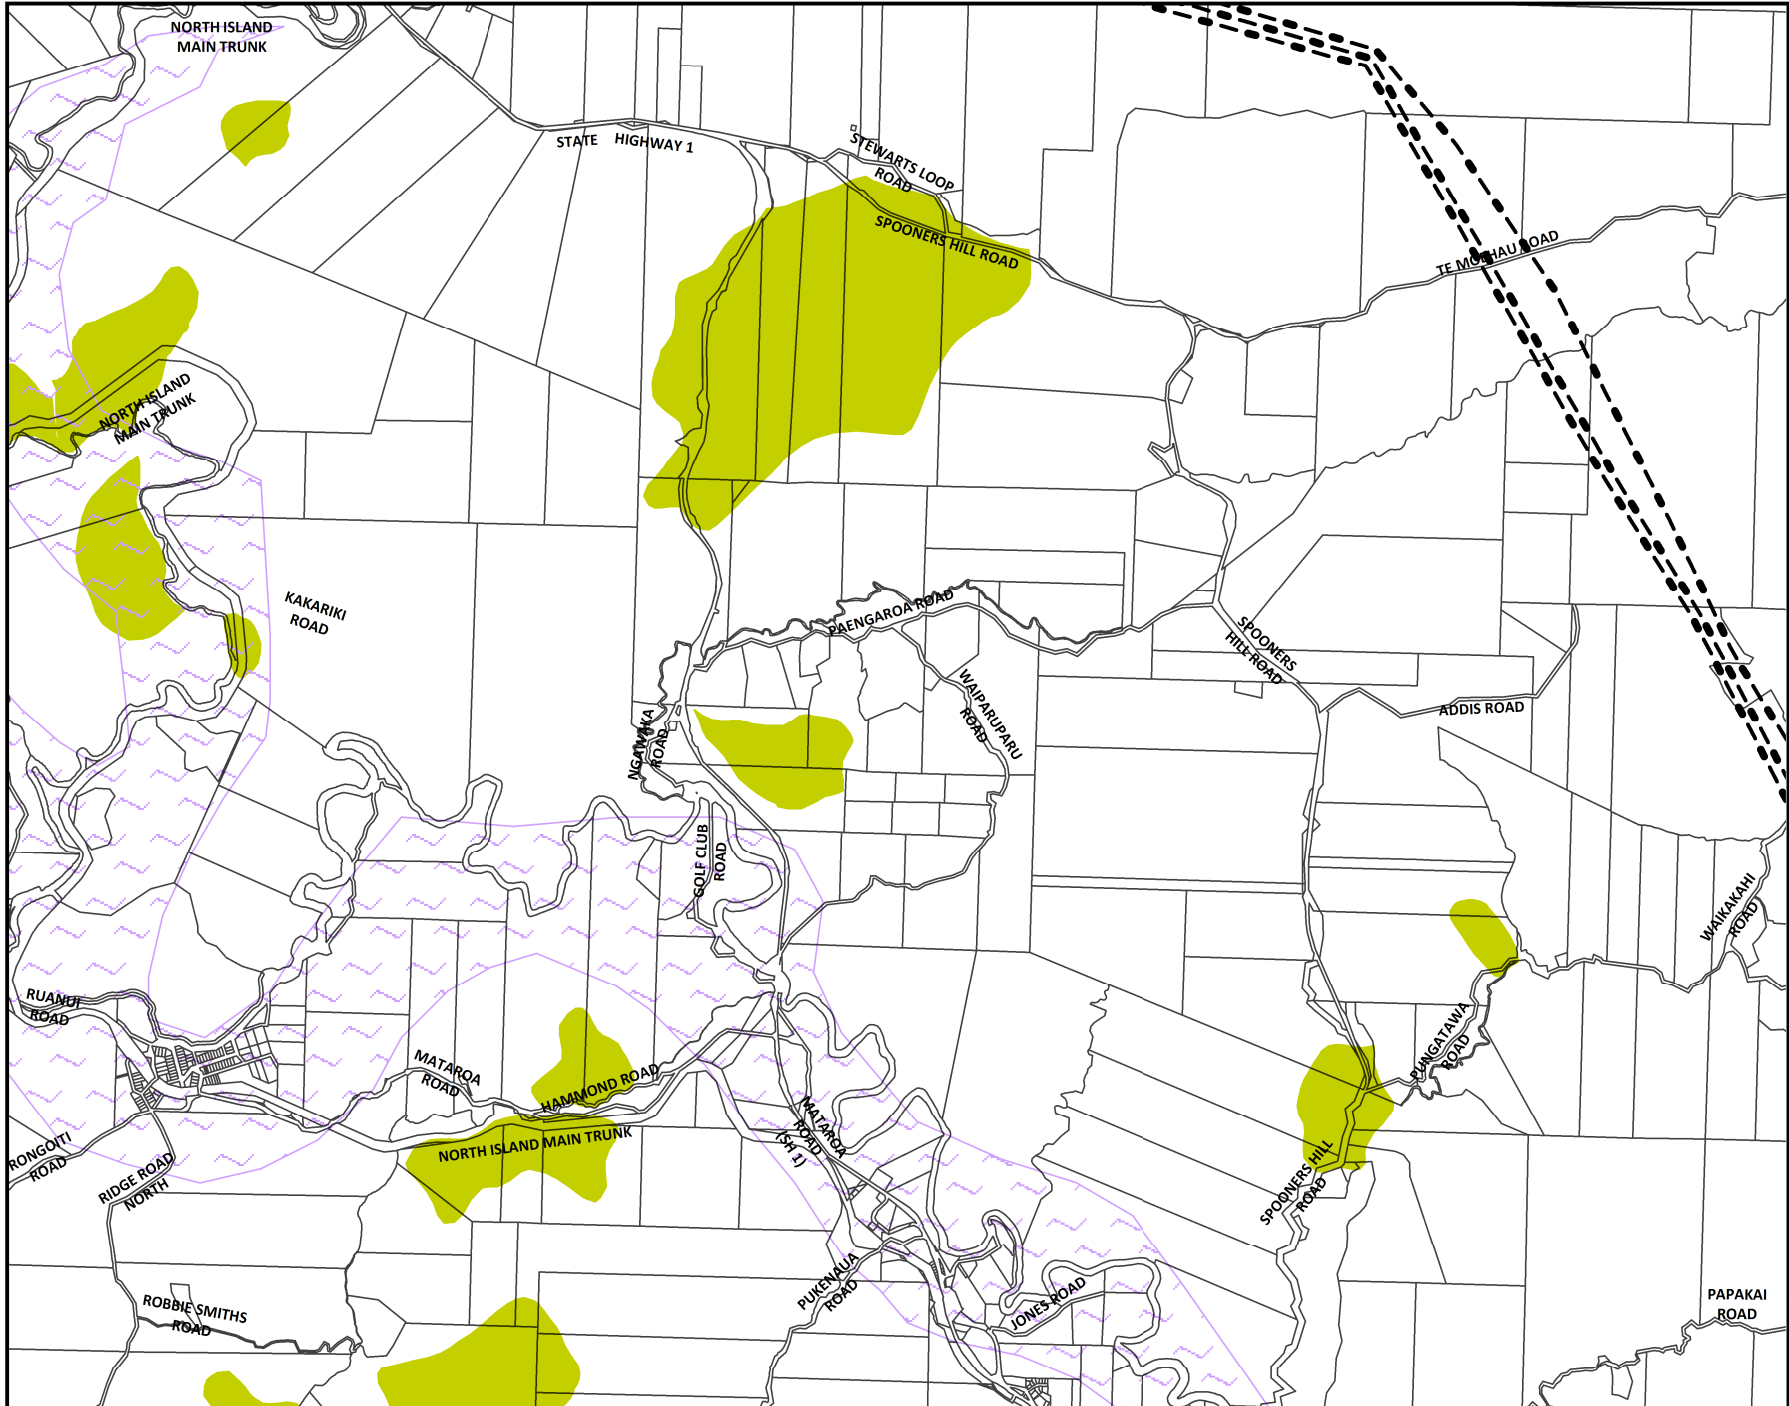 NORTH ISLAND
MAIN TRUNK
STATE HIGHWAY 1
STEWARTS LOOP
ROAD
SPOONERS HILL ROAD
TE MOEHAU ROAD
NORTH ISLAND
MAIN TRUNK
KAKARIKI
ROAD
PAENGAROA ROAD
SPOONERS
HILL ROAD
WAIPARUPARU
ROAD
ADDIS ROAD
NGAWAKA
ROAD
GOLF CLUB
ROAD
WAIKAKAHI
ROAD
RUANUI
ROAD
MATAROA
ROAD
HAMMOND ROAD
PUNGATAWA
ROAD
NORTH ISLAND MAIN TRUNK
MATAROA
ROAD
(SH 1)
RONGOITI
ROAD
RIDGE ROAD
NORTH
SPOONERS HILL
ROAD
PUKENAUA
ROAD
JONES ROAD
ROBBIE SMITHS
ROAD
PAPAKAI
ROAD